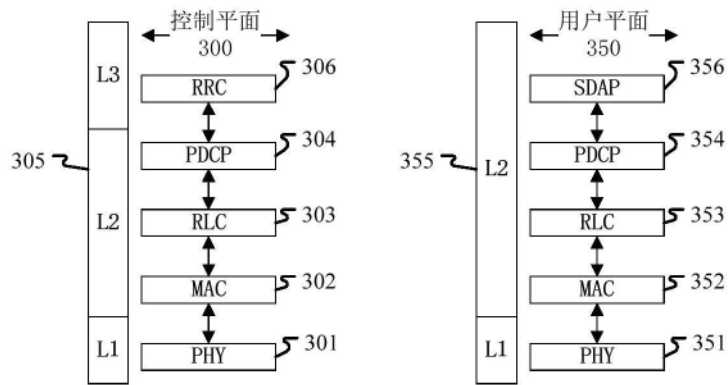 控制平面
300
L3
RRC
306
305
PDCP
304
L2
RLC
303
MAC
302
L1
PHY
301
用户平面
350
SDAP
356
355
L2
PDCP
354
RLC
353
MAC
352
L1
PHY
351